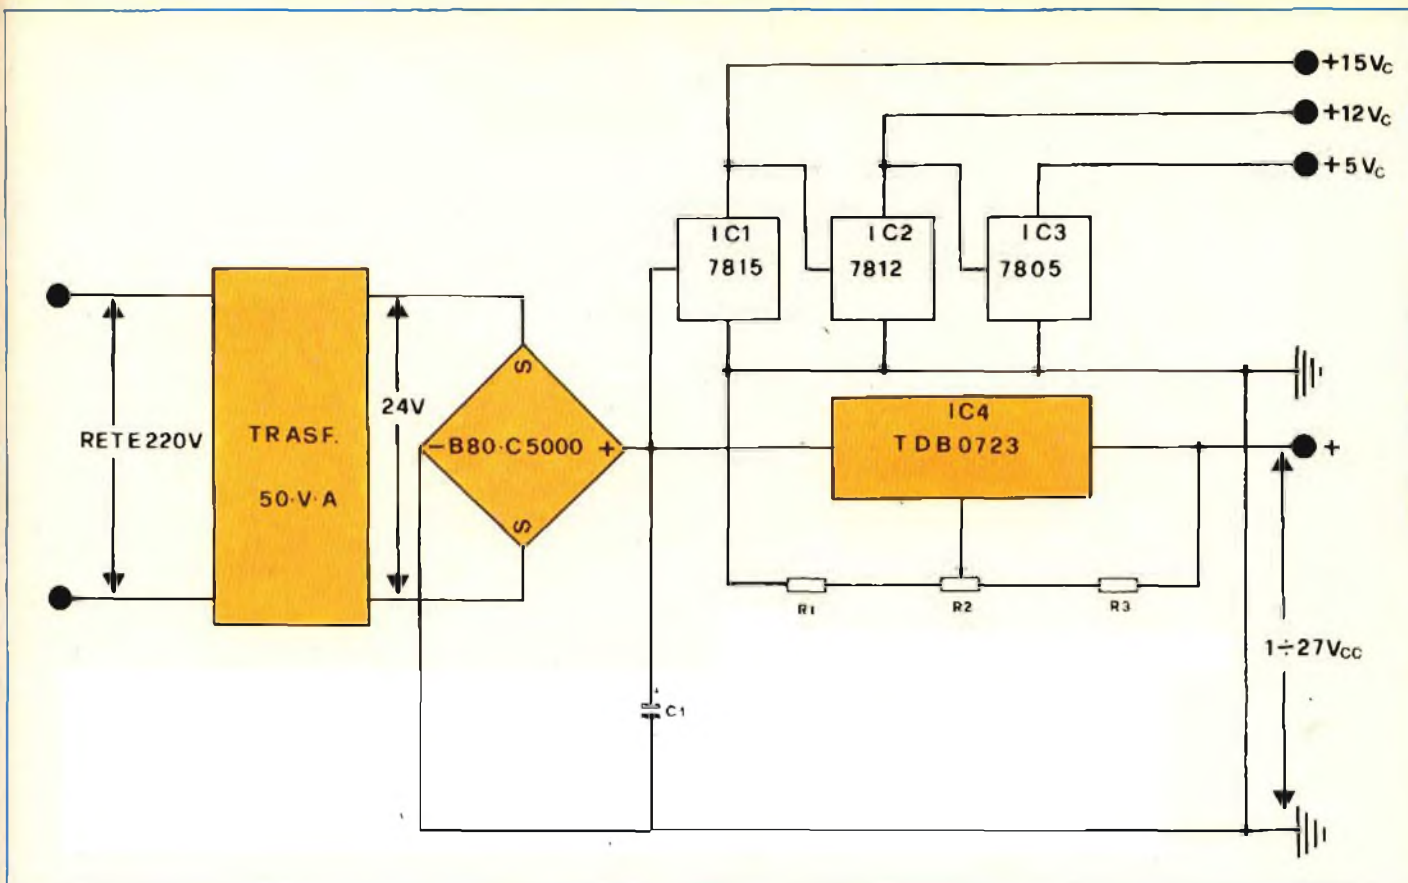 +15Vc
+12Vc
+5Vc
IC1
7815
IC2
7812
IC3
7805
RETE 220V
TRASF.
50·V·A
24V
S
−B80·C5000 +
S
IC4
TDB0723
+
R1
R2
R3
1÷27Vcc
+
C1